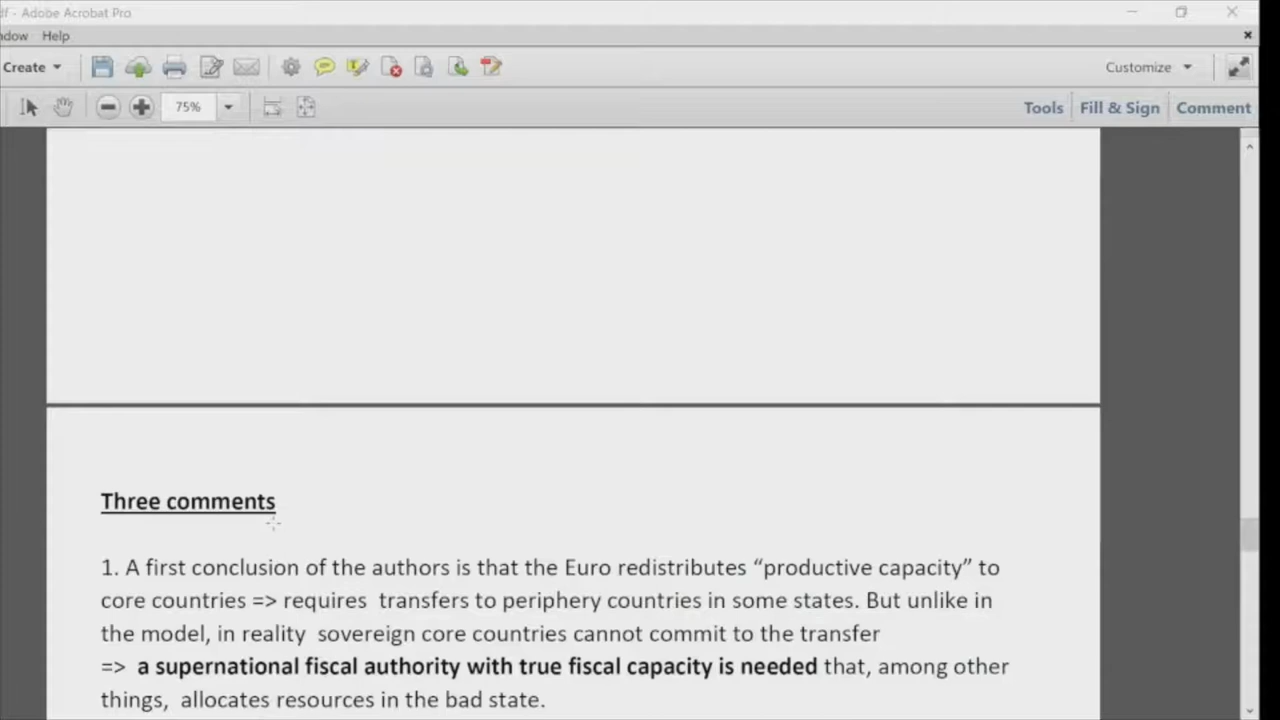 df - Adobe Acrobat Pro
ndow Help
Create Customize
75% Tools Fill & Sign Comment
Three comments
1. A first conclusion of the authors is that the Euro redistributes “productive capacity” to
core countries => requires transfers to periphery countries in some states. But unlike in
the model, in reality sovereign core countries cannot commit to the transfer
=> a supernational fiscal authority with true fiscal capacity is needed that, among other
things, allocates resources in the bad state.